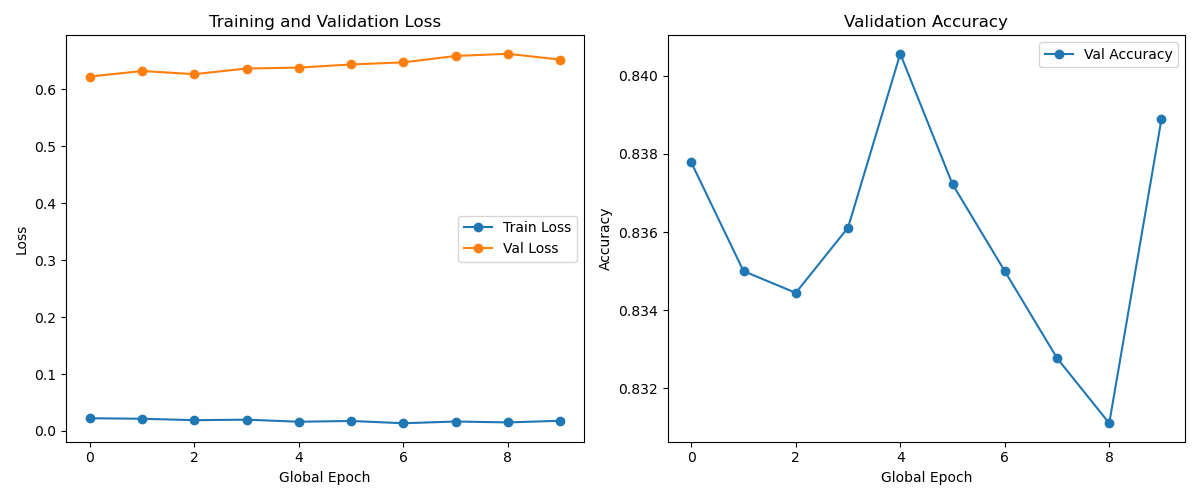 Training and Validation Loss
Loss
0.6
0.5
0.4
0.3
0.2
0.1
0.0
Train Loss
Val Loss
0 2 4 6 8
Global Epoch
Validation Accuracy
Accuracy
0.840
0.838
0.836
0.834
0.832
Val Accuracy
0 2 4 6 8
Global Epoch